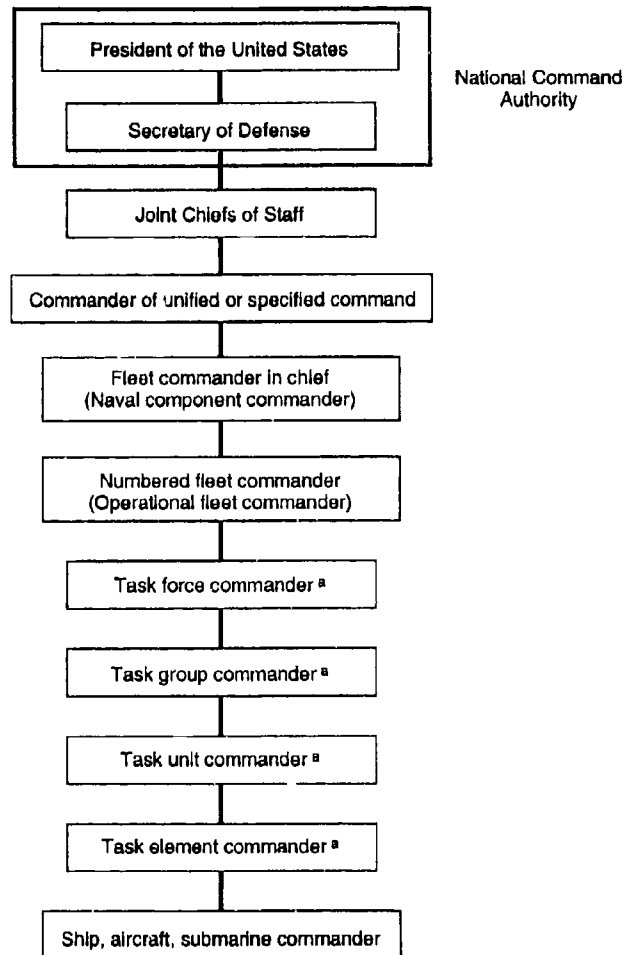 President of the United States
National Command
Authority
Secretary of Defense
Joint Chiefs of Staff
Commander of unified or specified command
Fleet commander in chief
(Naval component commander)
Numbered fleet commander
(Operational fleet commander)
Task force commander a
Task group commander a
Task unit commander a
Task element commander a
Ship, aircraft, submarine commander